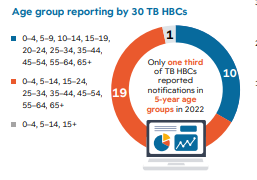 Age group reporting by 30 TB HBCs
0–4, 5–9, 10–14, 15–19,
20–24, 25–34, 35–44,
45–54, 55–64, 65+
0–4, 5–14, 15–24,
25–34, 35–44, 45–54,
55–64, 65+
0–4, 5–14, 15+
1
10
19
Only one third
of TB HBCs
reported
notifications in
5-year age
groups in 2022